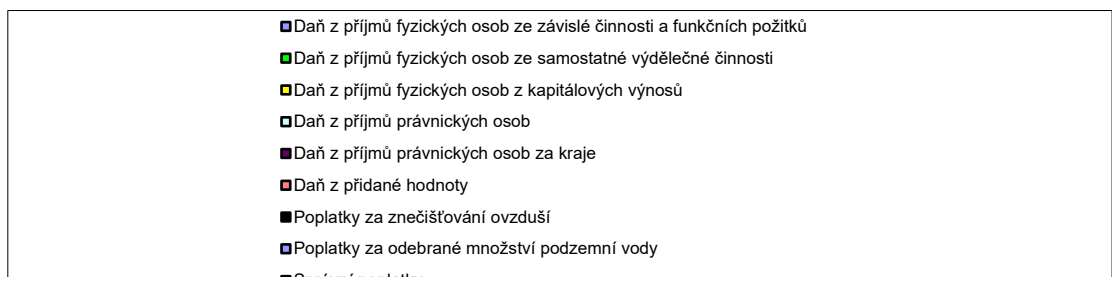 Daň z příjmů fyzických osob ze závislé činnosti a funkčních požitků
Daň z příjmů fyzických osob ze samostatné výdělečné činnosti
Daň z příjmů fyzických osob z kapitálových výnosů
Daň z příjmů právnických osob
Daň z příjmů právnických osob za kraje
Daň z přidané hodnoty
Poplatky za znečišťování ovzduší
Poplatky za odebrané množství podzemní vody